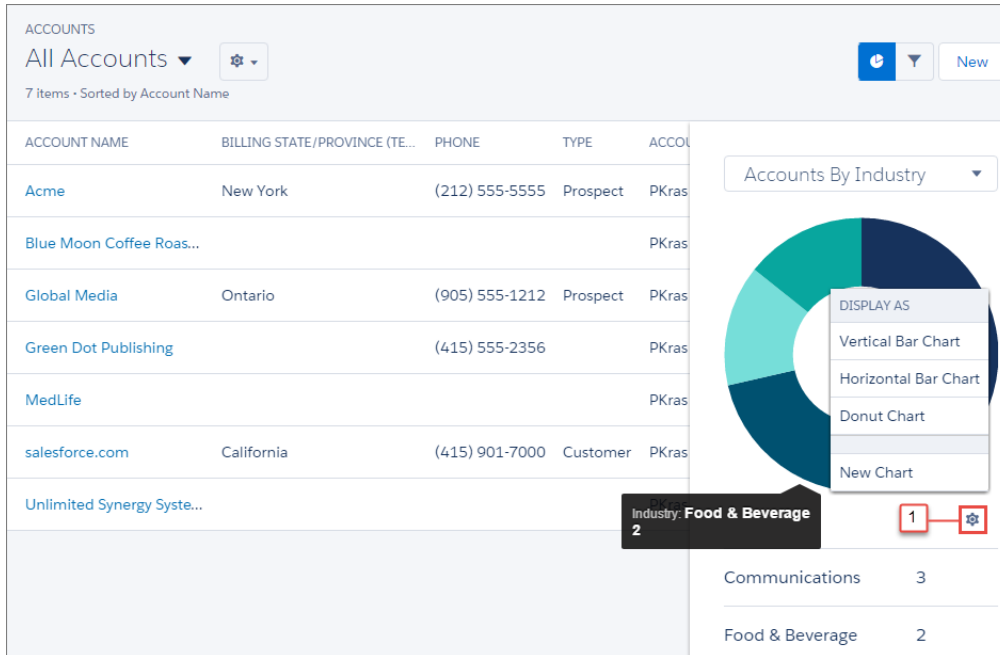 ACCOUNTS
All Accounts
7 items • Sorted by Account Name
New
ACCOUNT NAME BILLING STATE/PROVINCE (TE... PHONE TYPE ACCOU
Acme New York (212) 555-5555 Prospect PKras
Blue Moon Coffee Roas... PKras
Global Media Ontario (905) 555-1212 Prospect PKras
Green Dot Publishing (415) 555-2356 PKras
MedLife PKras
salesforce.com California (415) 901-7000 Customer PKras
Unlimited Synergy Syste...
Accounts By Industry
DISPLAY AS
Vertical Bar Chart
Horizontal Bar Chart
Donut Chart
New Chart
Industry: Food & Beverage
2
1
Communications 3
Food & Beverage 2